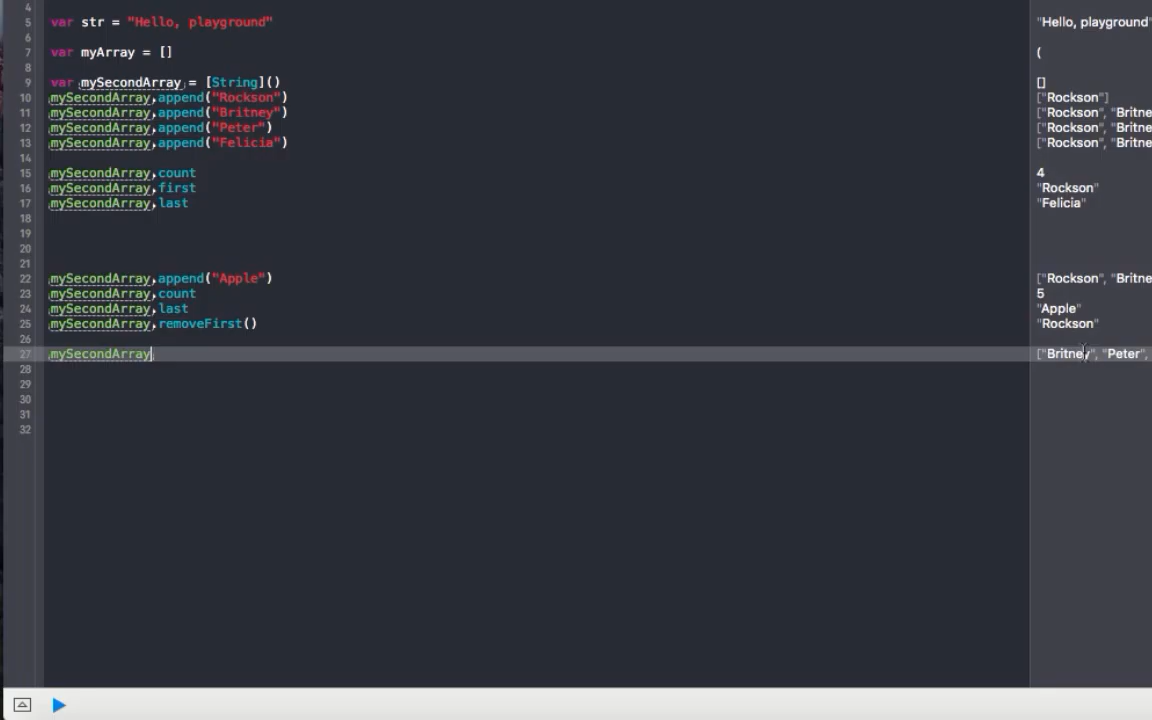 4
5 var str = "Hello, playground" "Hello, playground"
6
7 var myArray = [] (
8
9 var mySecondArray = [String]() []
10 mySecondArray.append("Rockson") ["Rockson"]
11 mySecondArray.append("Britney") ["Rockson", "Britne
12 mySecondArray.append("Peter") ["Rockson", "Britne
13 mySecondArray.append("Felicia") ["Rockson", "Britne
14
15 mySecondArray.count 4
16 mySecondArray.first "Rockson"
17 mySecondArray.last "Felicia"
18
19
20
21
22 mySecondArray.append("Apple") ["Rockson", "Britne
23 mySecondArray.count 5
24 mySecondArray.last "Apple"
25 mySecondArray.removeFirst() "Rockson"
26
27 mySecondArray ["Britney", "Peter",
28
29
30
31
32